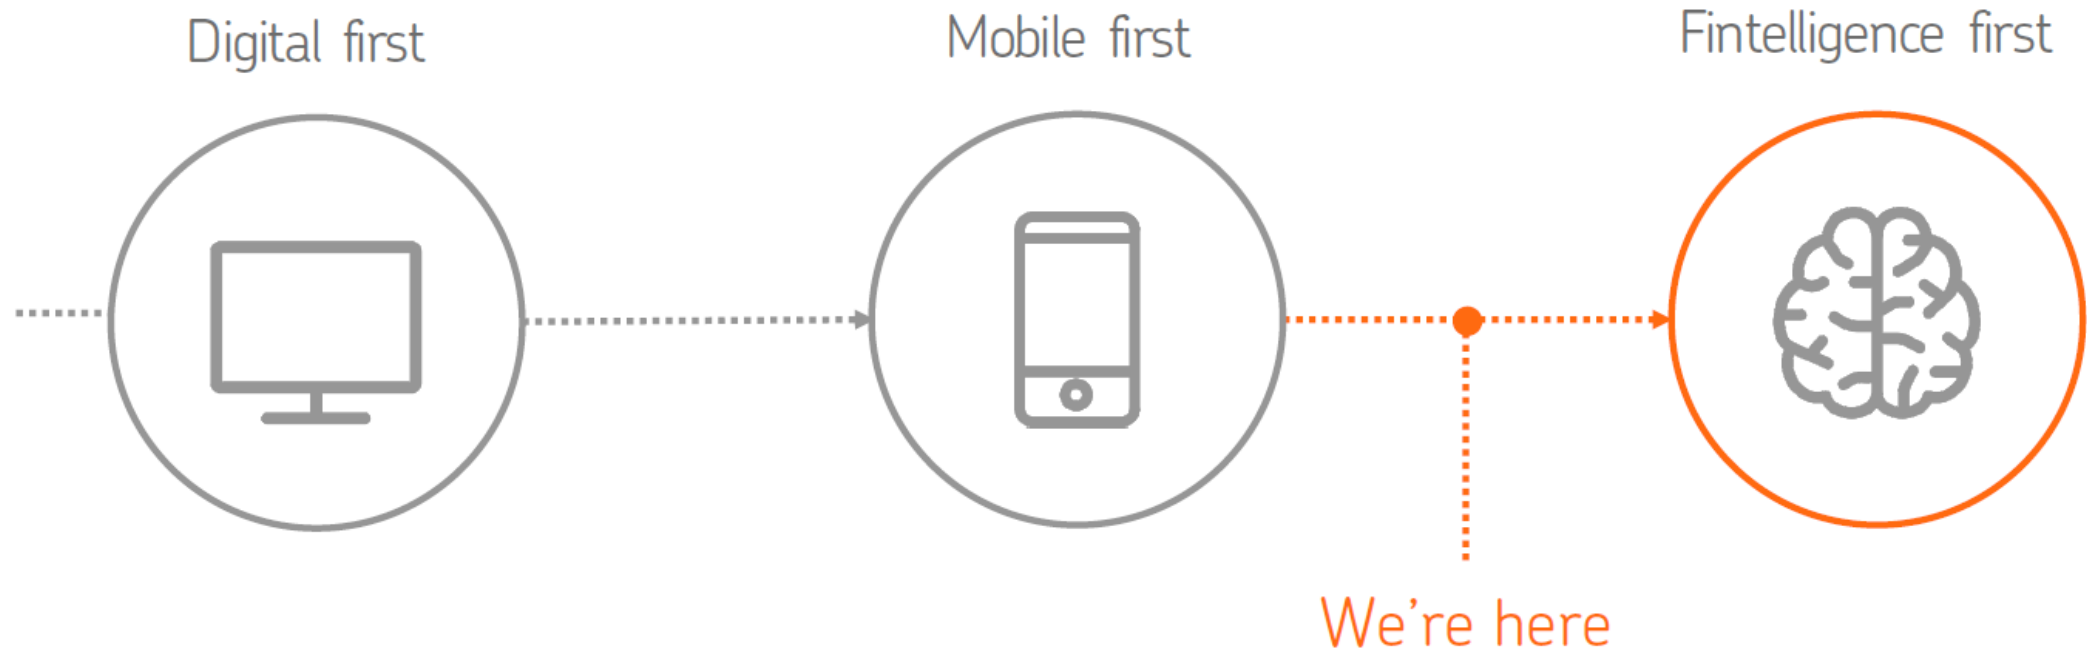 Digital first
Mobile first
Fintelligence first
We're here